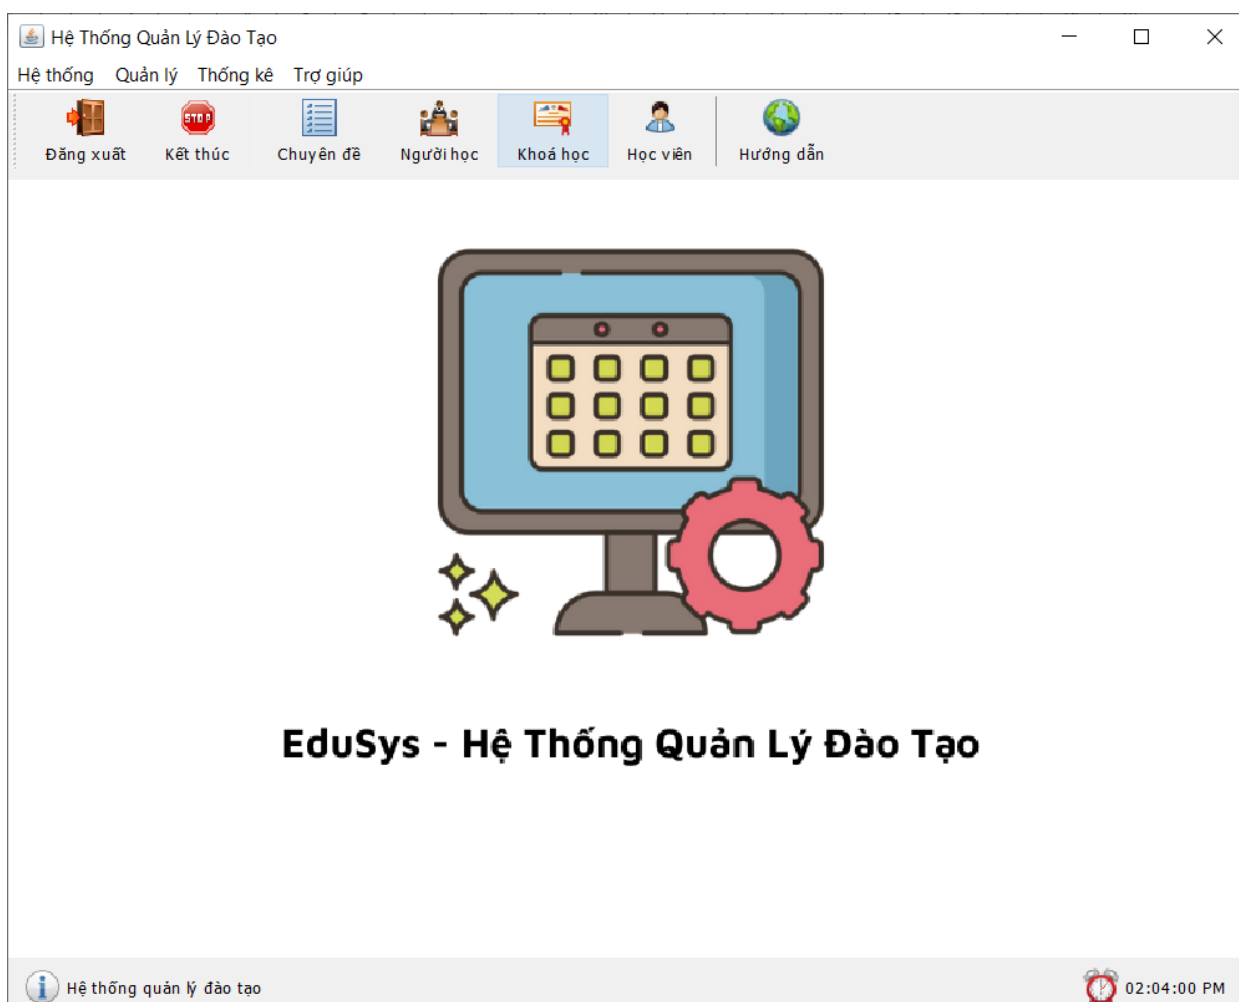 Hệ Thống Quản Lý Đào Tạo
Hệ thống Quản lý Thống kê Trợ giúp
STOP
Đăng xuất Kết thúc Chuyên đề Người học Khoá học Học viên Hướng dẫn
EduSys - Hệ Thống Quản Lý Đào Tạo
Hệ thống quản lý đào tạo 02:04:00 PM